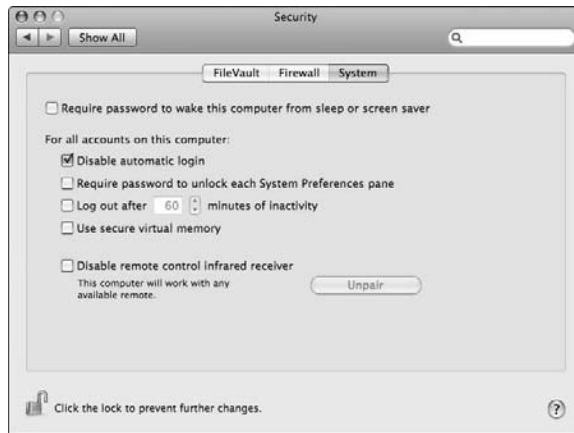 Security
Show All
FileVault Firewall System
Require password to wake this computer from sleep or screen saver
For all accounts on this computer:
Disable automatic login
Require password to unlock each System Preferences pane
Log out after 60 minutes of inactivity
Use secure virtual memory
Disable remote control infrared receiver
This computer will work with any
available remote.
Unpair
Click the lock to prevent further changes.
?